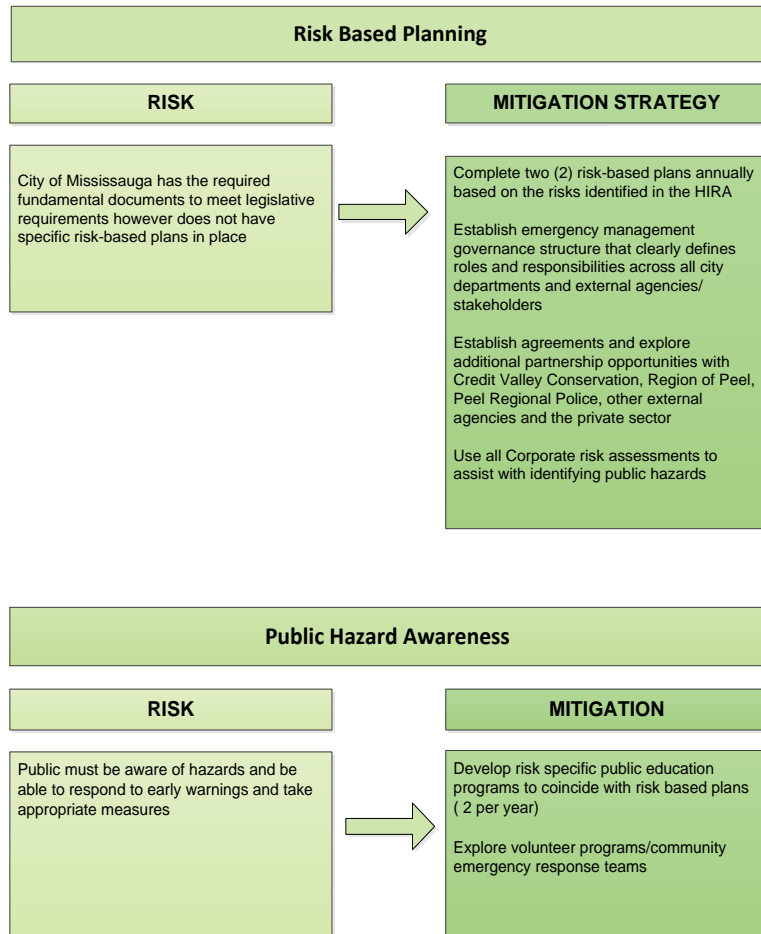 Risk Based Planning
RISK
MITIGATION STRATEGY
City of Mississauga has the required
fundamental documents to meet legislative
requirements however does not have
specific risk-based plans in place
Complete two (2) risk-based plans annually
based on the risks identified in the HIRA
Establish emergency management
governance structure that clearly defines
roles and responsibilities across all city
departments and external agencies/
stakeholders
Establish agreements and explore
additional partnership opportunities with
Credit Valley Conservation, Region of Peel,
Peel Regional Police, other external
agencies and the private sector
Use all Corporate risk assessments to
assist with identifying public hazards
Public Hazard Awareness
RISK
MITIGATION
Public must be aware of hazards and be
able to respond to early warnings and take
appropriate measures
Develop risk specific public education
programs to coincide with risk based plans
( 2 per year)
Explore volunteer programs/community
emergency response teams